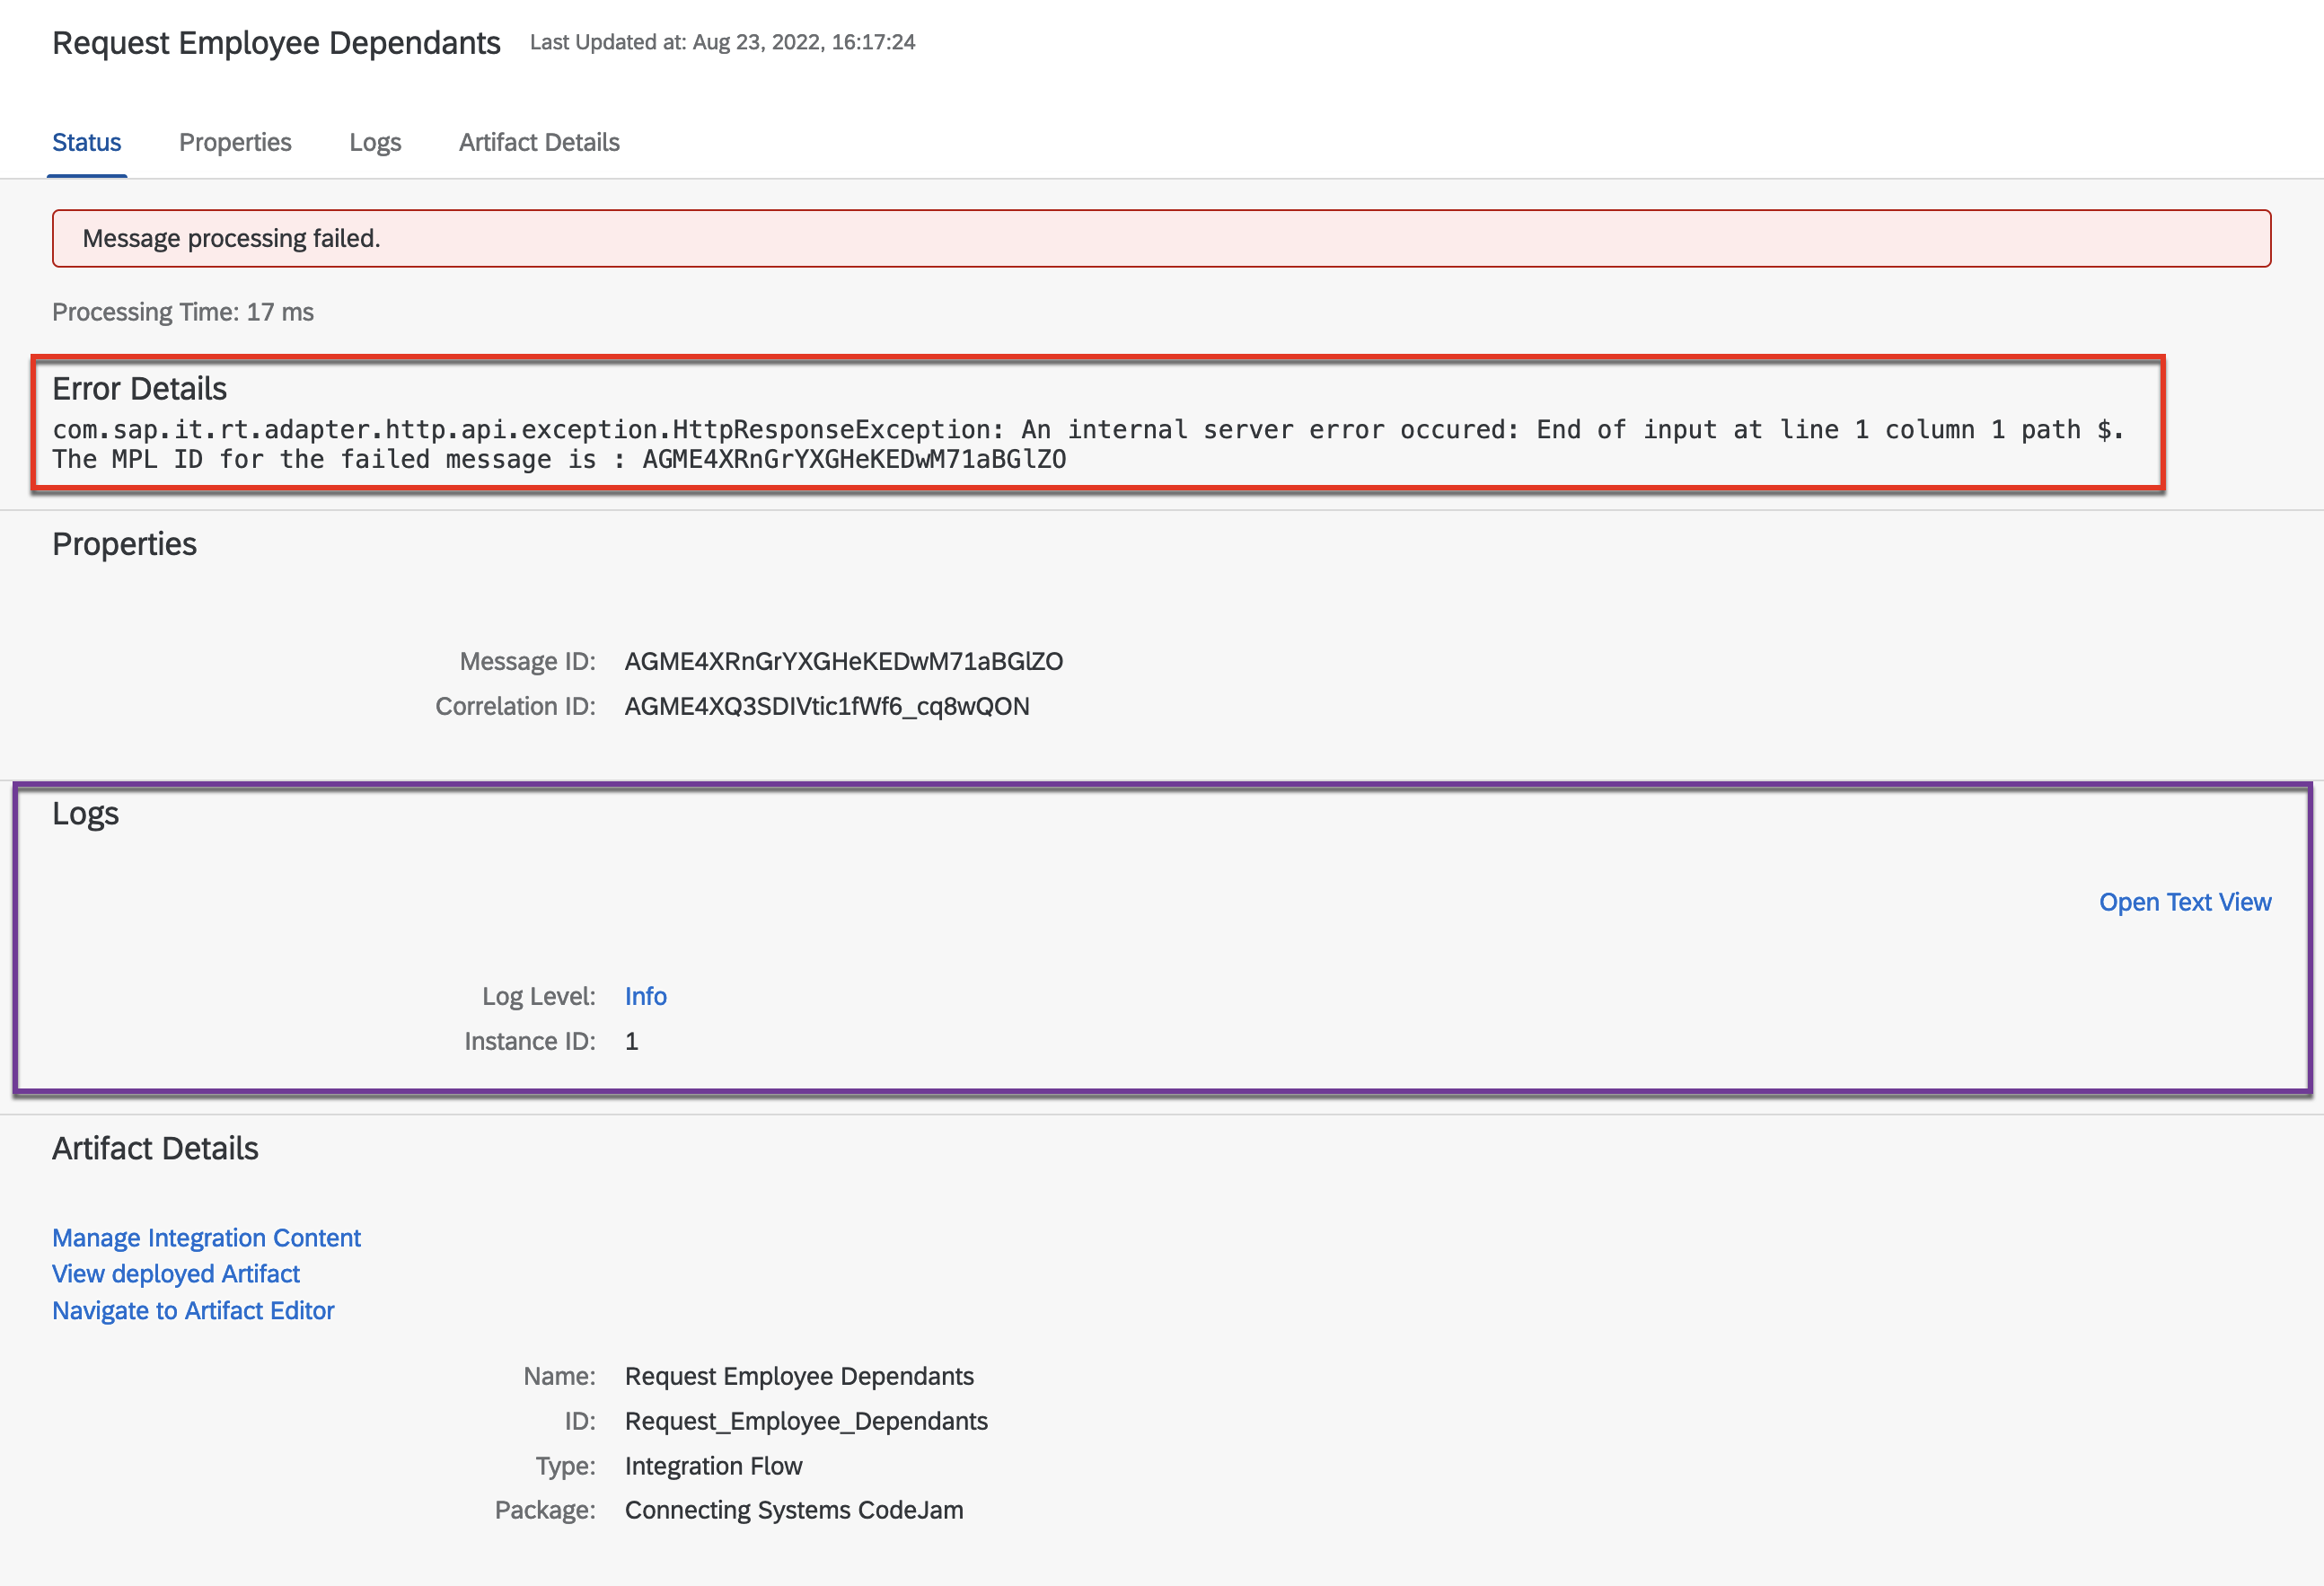 Request Employee Dependants Last Updated at: Aug 23, 2022, 16:17:24
Status Properties Logs Artifact Details
Message processing failed.
Processing Time: 17 ms
Error Details
com.sap.it.rt.adapter.http.api.exception.HttpResponseException: An internal server error occured: End of input at line 1 column 1 path $.
The MPL ID for the failed message is : AGME4XRnGrYXGHeKEDwM71aBGlZO
Properties
Message ID: AGME4XRnGrYXGHeKEDwM71aBGlZO
Correlation ID: AGME4XQ3SDIVtic1fWf6_cq8wQON
Logs
Open Text View
Log Level: Info
Instance ID: 1
Artifact Details
Manage Integration Content
View deployed Artifact
Navigate to Artifact Editor
Name: Request Employee Dependants
ID: Request_Employee_Dependants
Type: Integration Flow
Package: Connecting Systems CodeJam